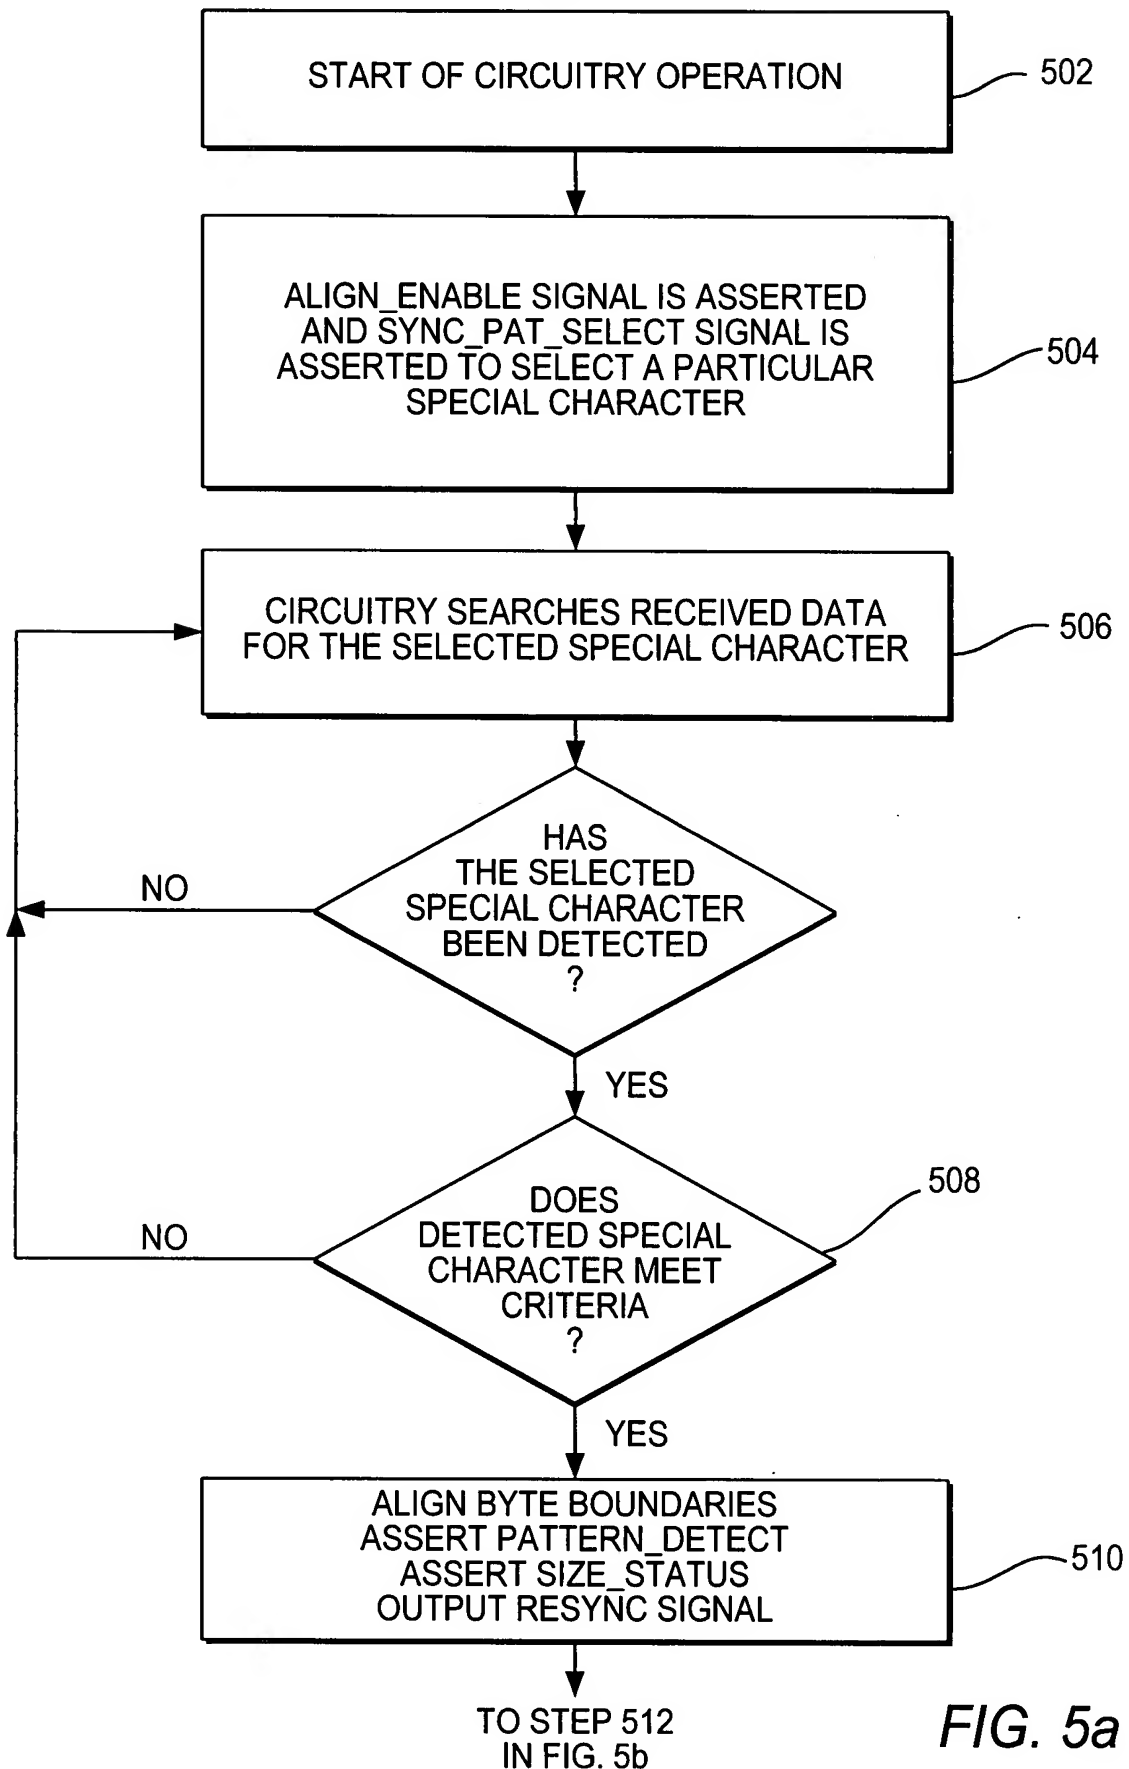 START OF CIRCUITRY OPERATION
502
ALIGN_ENABLE SIGNAL IS ASSERTED
AND SYNC_PAT_SELECT SIGNAL IS
ASSERTED TO SELECT A PARTICULAR
SPECIAL CHARACTER
504
CIRCUITRY SEARCHES RECEIVED DATA
FOR THE SELECTED SPECIAL CHARACTER
506
HAS
THE SELECTED
SPECIAL CHARACTER
BEEN DETECTED
?
NO
YES
DOES
DETECTED SPECIAL
CHARACTER MEET
CRITERIA
?
508
NO
YES
ALIGN BYTE BOUNDARIES
ASSERT PATTERN_DETECT
ASSERT SIZE_STATUS
OUTPUT RESYNC SIGNAL
510
TO STEP 512
IN FIG. 5b
FIG. 5a